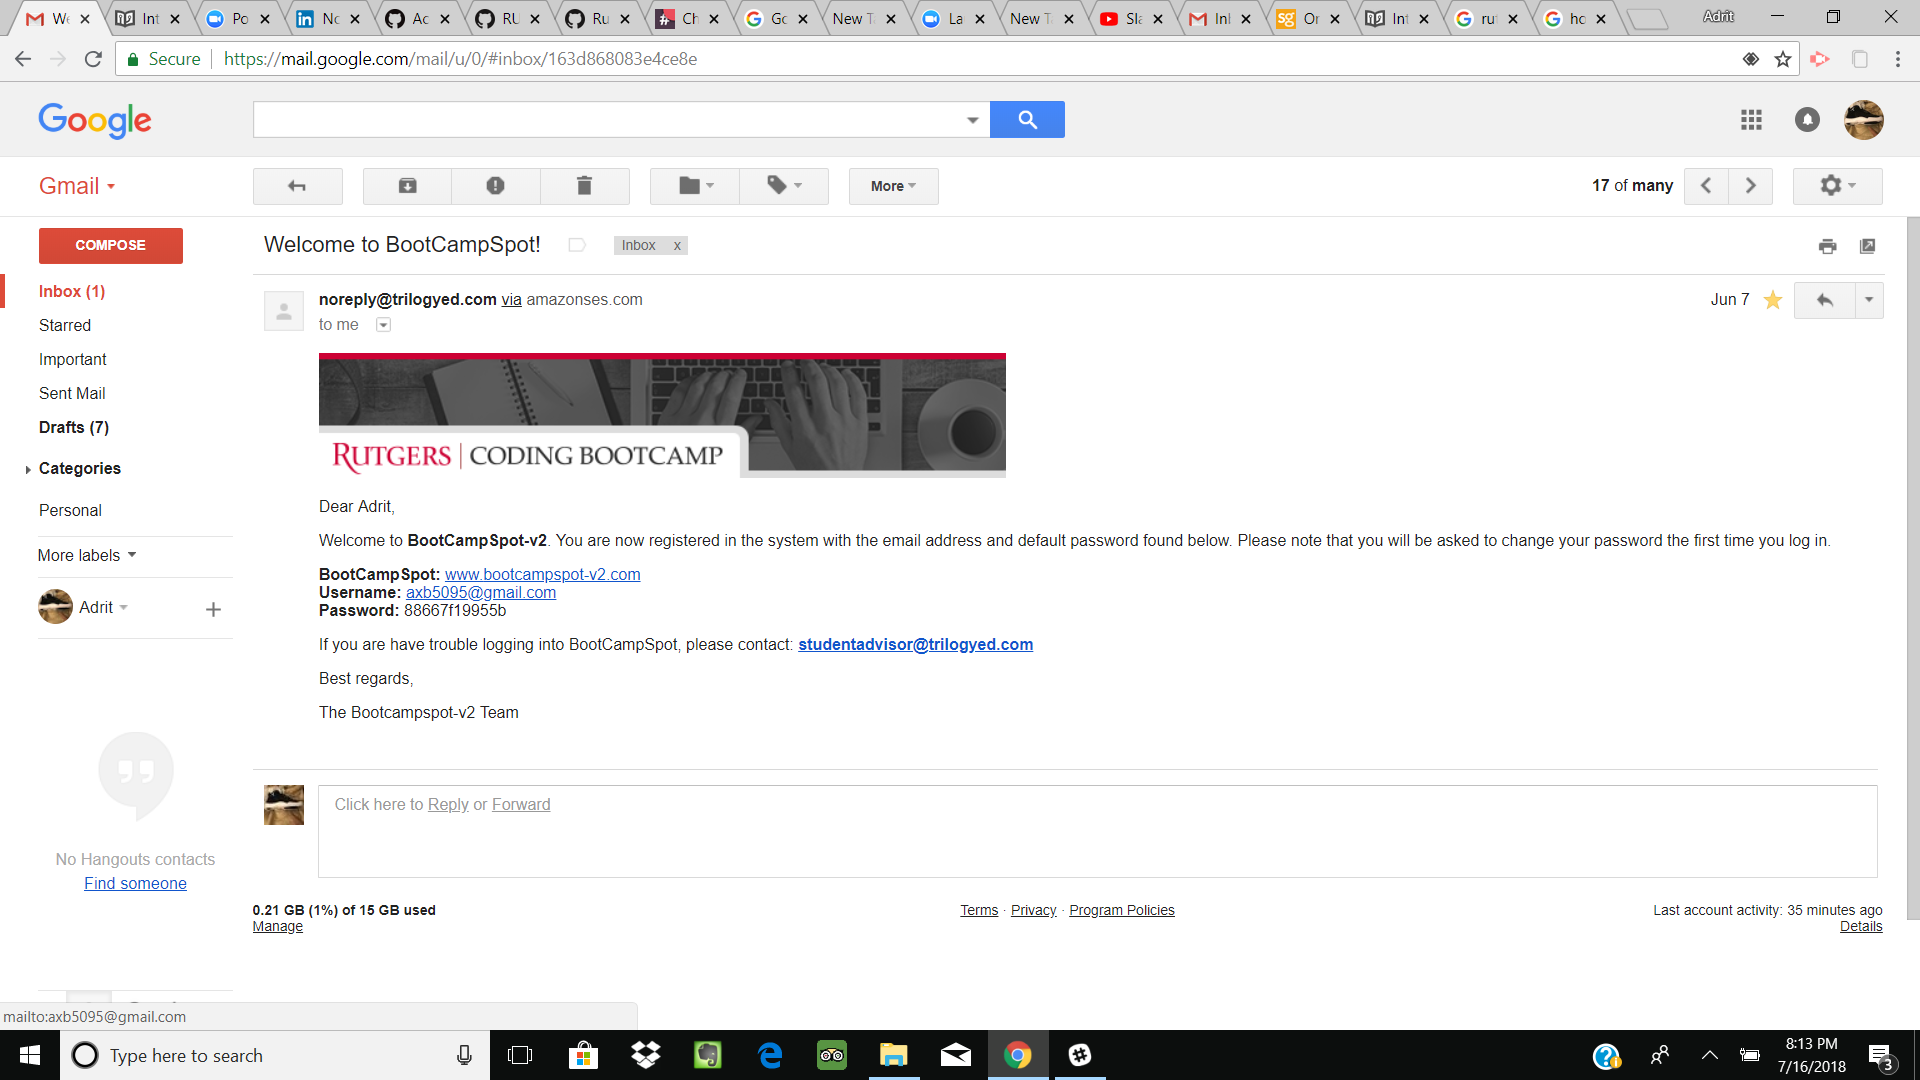 We
Int
Po
No
Ac
RU
Ru
Ch
Go
New T
La
New T
Sla
Inl
Or
Int
ru
ho
Adrit
Secure
https://mail.google.com/mail/u/0/#inbox/163d868083e4ce8e
Google
Gmail
More
17 of many
COMPOSE
Welcome to BootCampSpot!
Inbox x
Inbox (1)
Starred
Important
Sent Mail
Drafts (7)
Categories
Personal
More labels
Adrit
noreply@trilogyed.com via amazonses.com
Jun 7
to me
RUTGERS | CODING BOOTCAMP
Dear Adrit,
Welcome to BootCampSpot-v2. You are now registered in the system with the email address and default password found below. Please note that you will be asked to change your password the first time you log in.
BootCampSpot: www.bootcampspot-v2.com
Username: axb5095@gmail.com
Password: 88667f19955b
If you are have trouble logging into BootCampSpot, please contact: studentadvisor@trilogyed.com
Best regards,
The Bootcampspot-v2 Team
No Hangouts contacts
Find someone
Click here to Reply or Forward
0.21 GB (1%) of 15 GB used
Manage
Terms · Privacy · Program Policies
Last account activity: 35 minutes ago
Details
mailto:axb5095@gmail.com
Type here to search
8:13 PM
7/16/2018
3